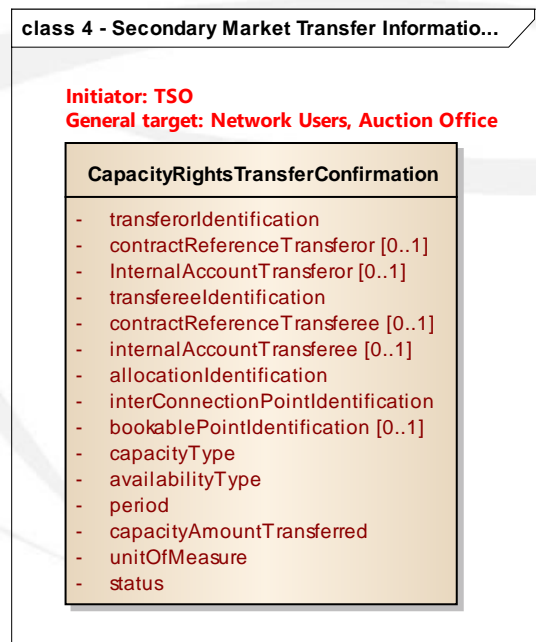 class 4 - Secondary Market Transfer Informatio...
Initiator: TSO
General target: Network Users, Auction Office
CapacityRightsTransferConfirmation
- transferorIdentification
- contractReferenceTransferor [0..1]
- InternalAccountTransferor [0..1]
- transfereeIdentification
- contractReferenceTransferee [0..1]
- internalAccountTransferee [0..1]
- allocationIdentification
- interConnectionPointIdentification
- bookablePointIdentification [0..1]
- capacityType
- availabilityType
- period
- capacityAmountTransferred
- unitOfMeasure
- status